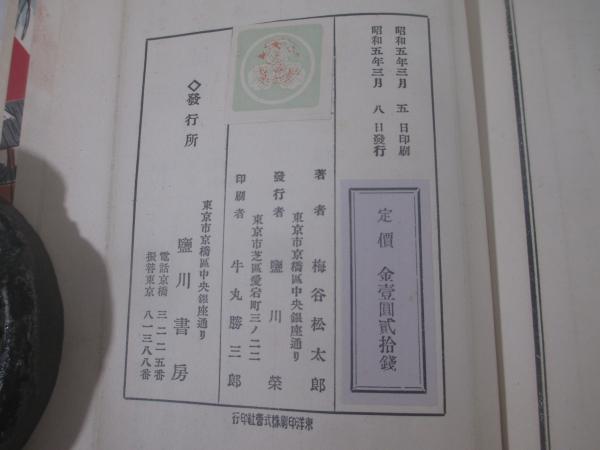 昭和五年三月五日印刷
昭和五年三月八日發行
定價金壹圓貳拾錢
著者 梅谷松太郎
東京市京橋區中央銀座通り
發行者 鹽川榮
東京市芝區愛宕町三ノ二二
印刷者 牛丸勝三郎
◇發行所
東京市京橋區中央銀座通り
鹽川書房
電話京橋 三二二五番
振替東京 八一三八八番
東洋印刷株式會社印行